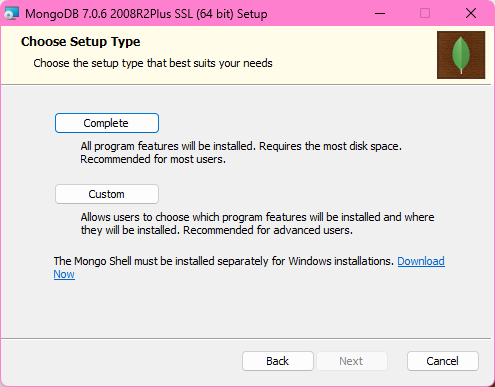 MongoDB 7.0.6 2008R2Plus SSL (64 bit) Setup
Choose Setup Type
Choose the setup type that best suits your needs
Complete
All program features will be installed. Requires the most disk space.
Recommended for most users.
Custom
Allows users to choose which program features will be installed and where
they will be installed. Recommended for advanced users.
The Mongo Shell must be installed separately for Windows installations. Download
Now
Back Next Cancel